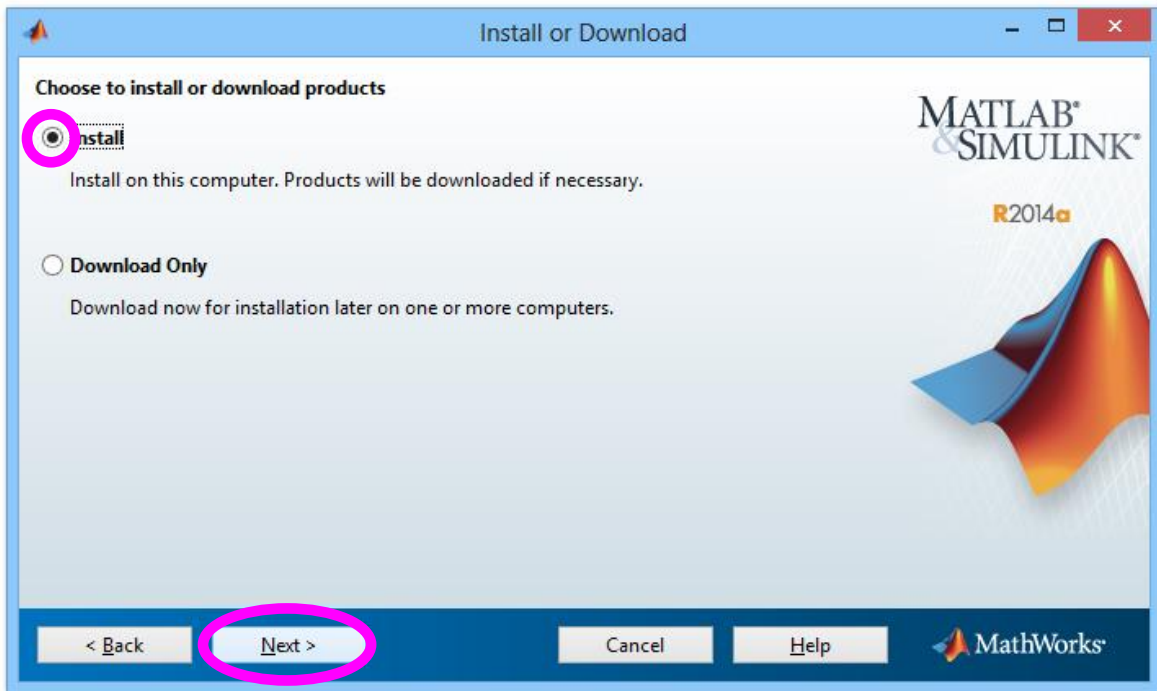 Install or Download
Choose to install or download products
Install
Install on this computer. Products will be downloaded if necessary.
Download Only
Download now for installation later on one or more computers.
MATLAB®
&SIMULINK®
R2014a
< Back
Next >
Cancel
Help
MathWorks®